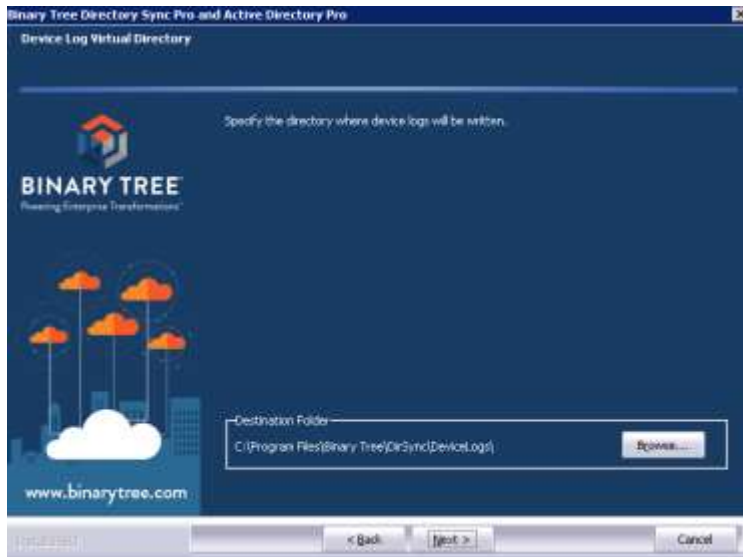 Binary Tree Directory Sync Pro and Active Directory Pro
Device Log Virtual Directory
Specify the directory where device logs will be written.
BINARY TREE
Powering Enterprise Transformations
Destination Folder
C:\Program Files\Binary Tree\DirSync\DeviceLogs\
Browse...
www.binarytree.com
< Back
Next >
Cancel